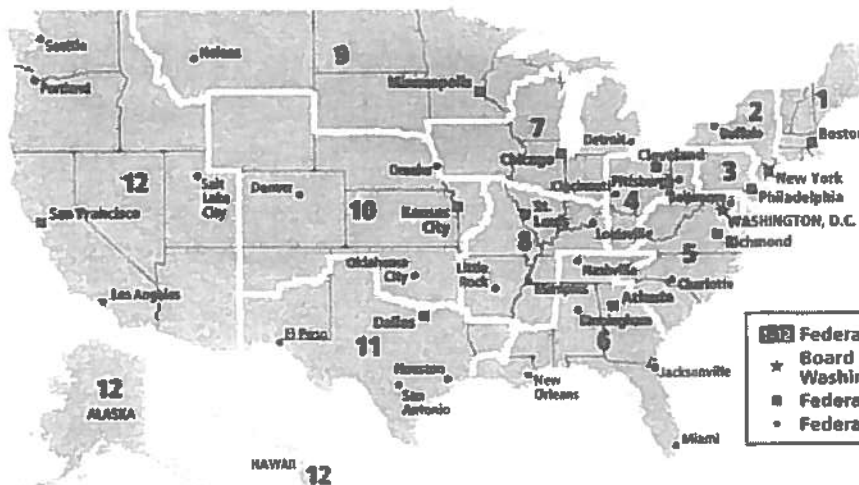 Seattle
Portland
Helena
9
Minneapolis
12
Salt
Lake
City
San Francisco
Los Angeles
Denver
10
Omaha
Kansas
City
7
Chicago
Detroit
Cleveland
Cincinnati
Pittsburgh
4
St.
Louis
8
Louisville
2
Buffalo
1
Boston
3
New York
Philadelphia
Baltimore
WASHINGTON, D.C.
Richmond
5
Charlotte
Nashville
Memphis
Little
Rock
Oklahoma
City
Dallas
El Paso
11
Houston
San
Antonio
New
Orleans
Atlanta
Birmingham
6
Jacksonville
Miami
12
ALASKA
HAWAII
12
1-12 Federa
★ Board
Washin
■ Federa
• Federa